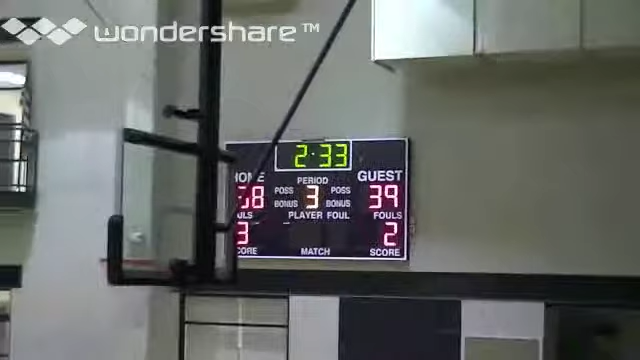 wondershare™
2:33
HOME PERIOD GUEST
68 POSS 3 POSS 39
BONUS BONUS
FOULS PLAYER FOUL FOULS
3 2
SCORE MATCH SCORE